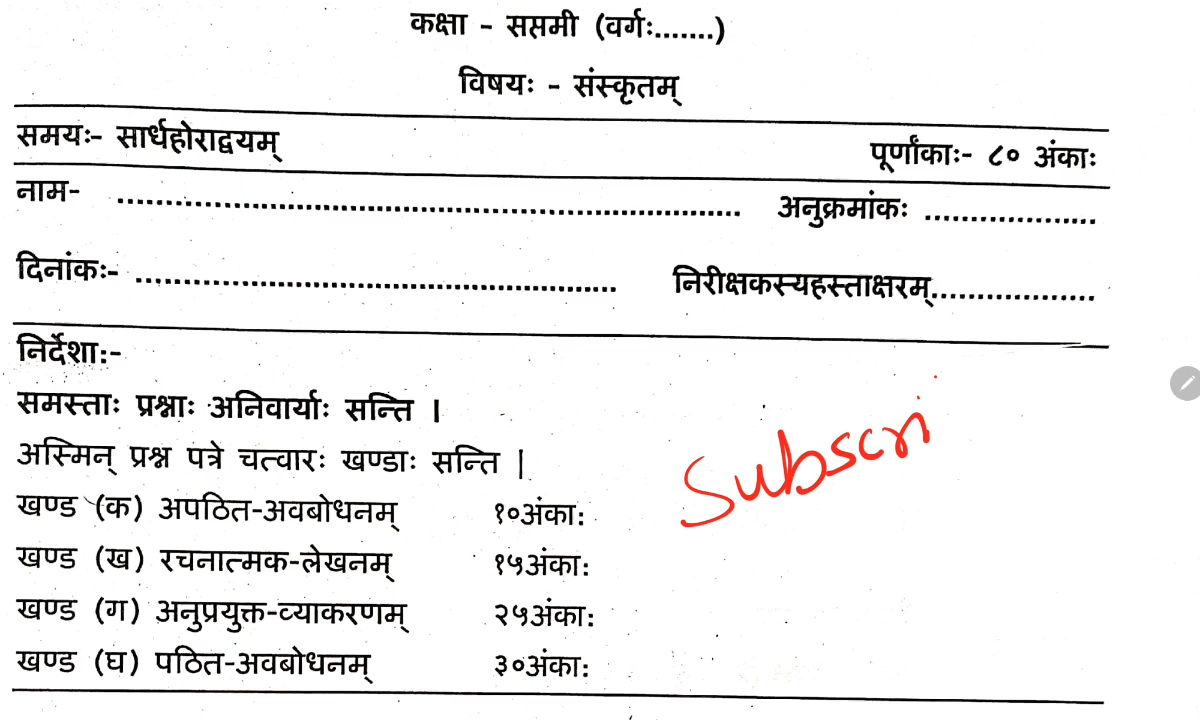 कक्षा - सप्तमी (वर्गः.......)
विषयः - संस्कृतम्
समयः- सार्धहोराद्वयम् पूर्णांकाः- ८० अंकाः
नाम- ................................................................ अनुक्रमांकः ...................
दिनांकः- .................................................. निरीक्षकस्यहस्ताक्षरम्..................
निर्देशाः-
समस्ताः प्रश्नाः अनिवार्याः सन्ति ।
अस्मिन् प्रश्न पत्रे चत्वारः खण्डाः सन्ति |
खण्ड (क) अपठित-अवबोधनम् १०अंकाः
खण्ड (ख) रचनात्मक-लेखनम् १५अंकाः
खण्ड (ग) अनुप्रयुक्त-व्याकरणम् २५अंकाः
खण्ड (घ) पठित-अवबोधनम् ३०अंकाः
Subscri